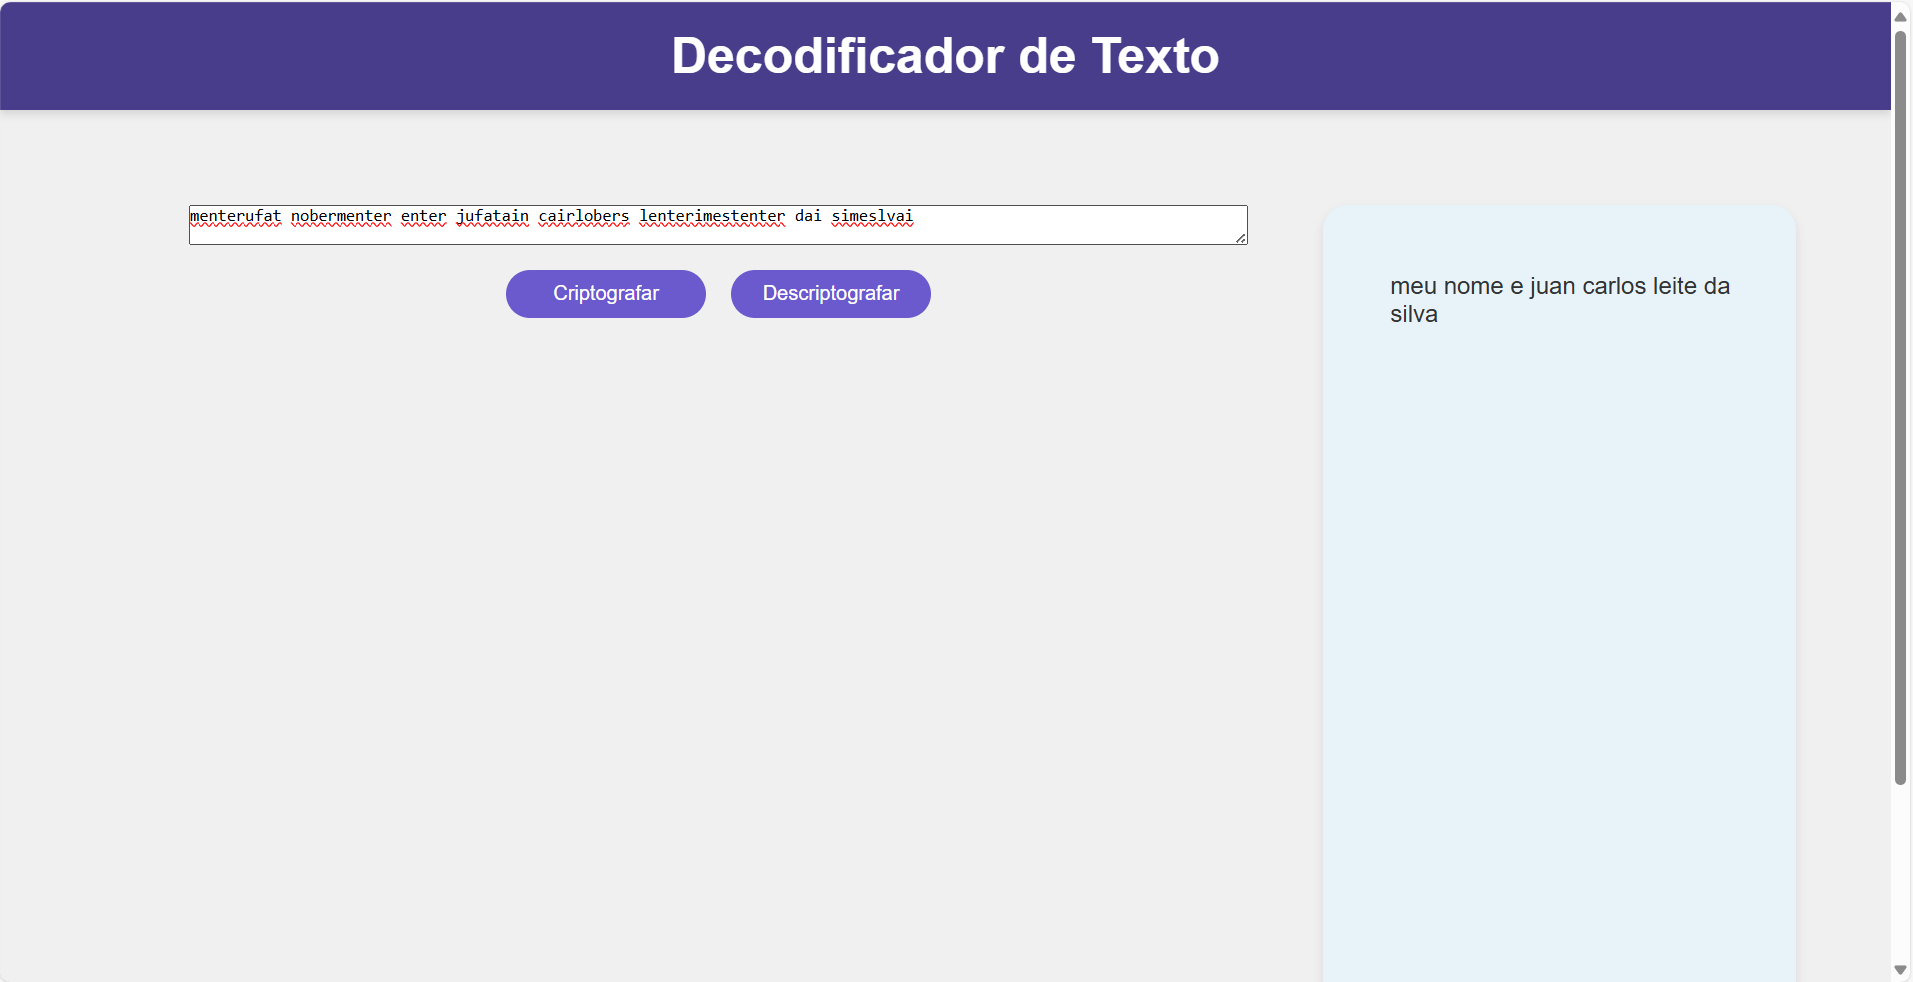 Decodificador de Texto
menterufat nobermenter enter jufatain cairlobers lenterimestenter dai simeslvai
Criptografar
Descriptografar
meu nome e juan carlos leite da
silva